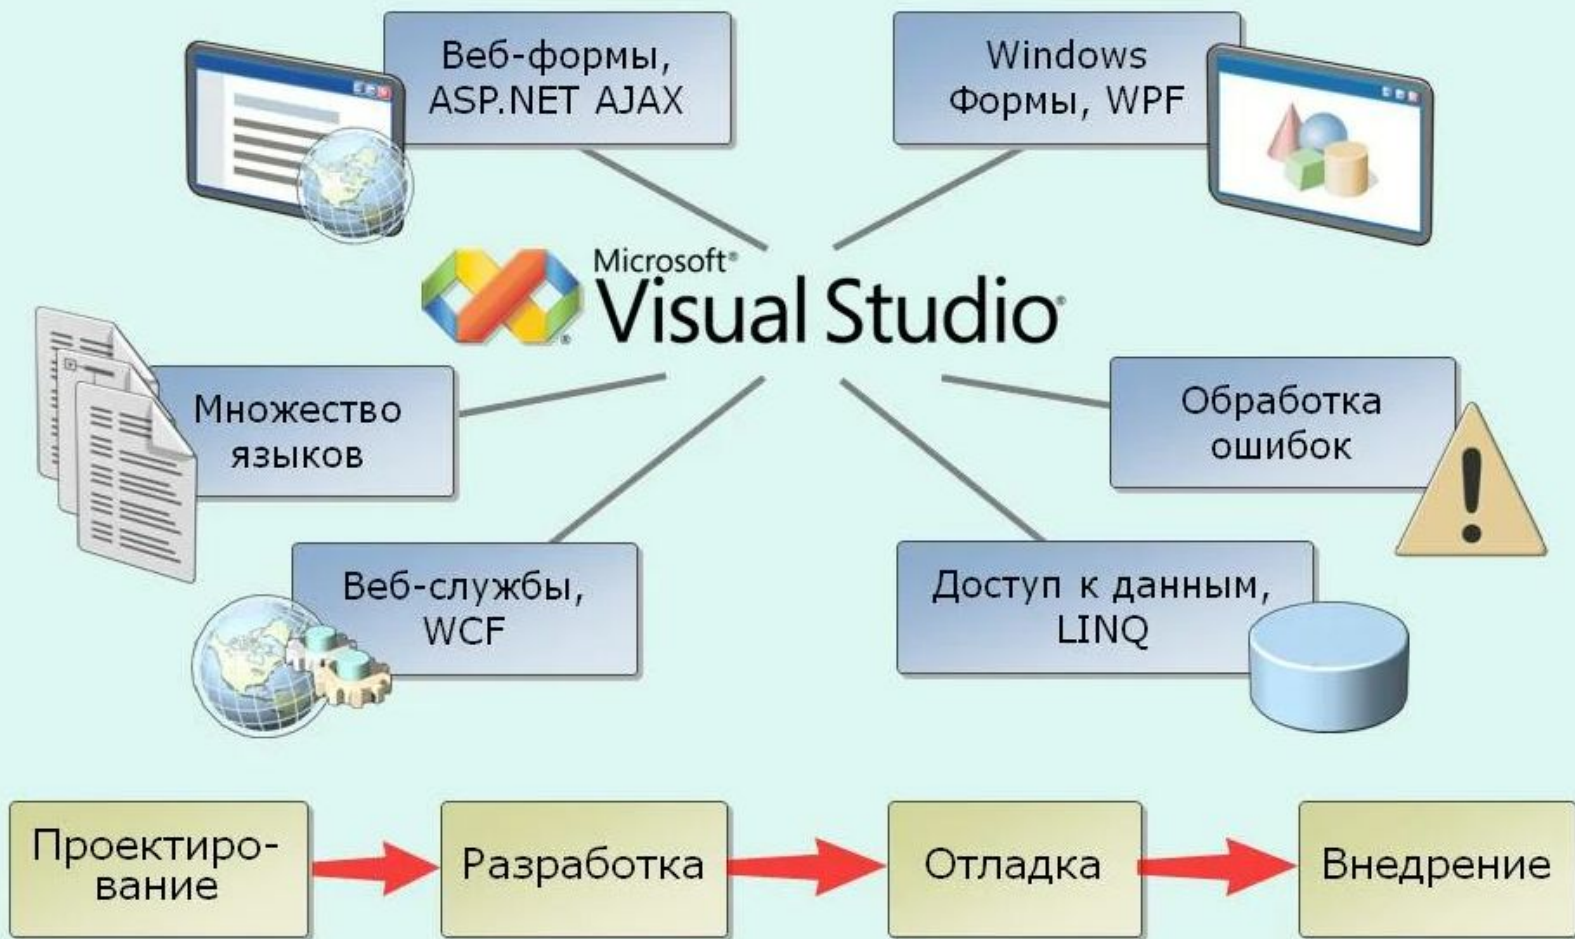 Веб-формы,
ASP.NET AJAX
Windows
Формы, WPF
Microsoft®
Visual Studio®
Множество
языков
Обработка
ошибок
Веб-службы,
WCF
Доступ к данным,
LINQ
Проектиро-
вание
Разработка
Отладка
Внедрение